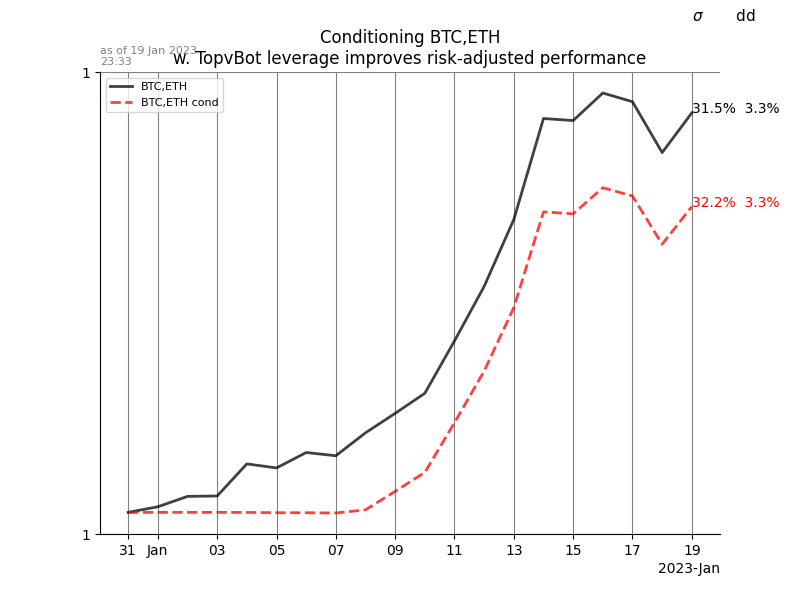 σ dd
Conditioning BTC,ETH
w. TopvBot leverage improves risk-adjusted performance
as of 19 Jan 2023
23:33
1
BTC,ETH
BTC,ETH cond
31.5% 3.3%
32.2% 3.3%
1
31 Jan 03 05 07 09 11 13 15 17 19
2023-Jan